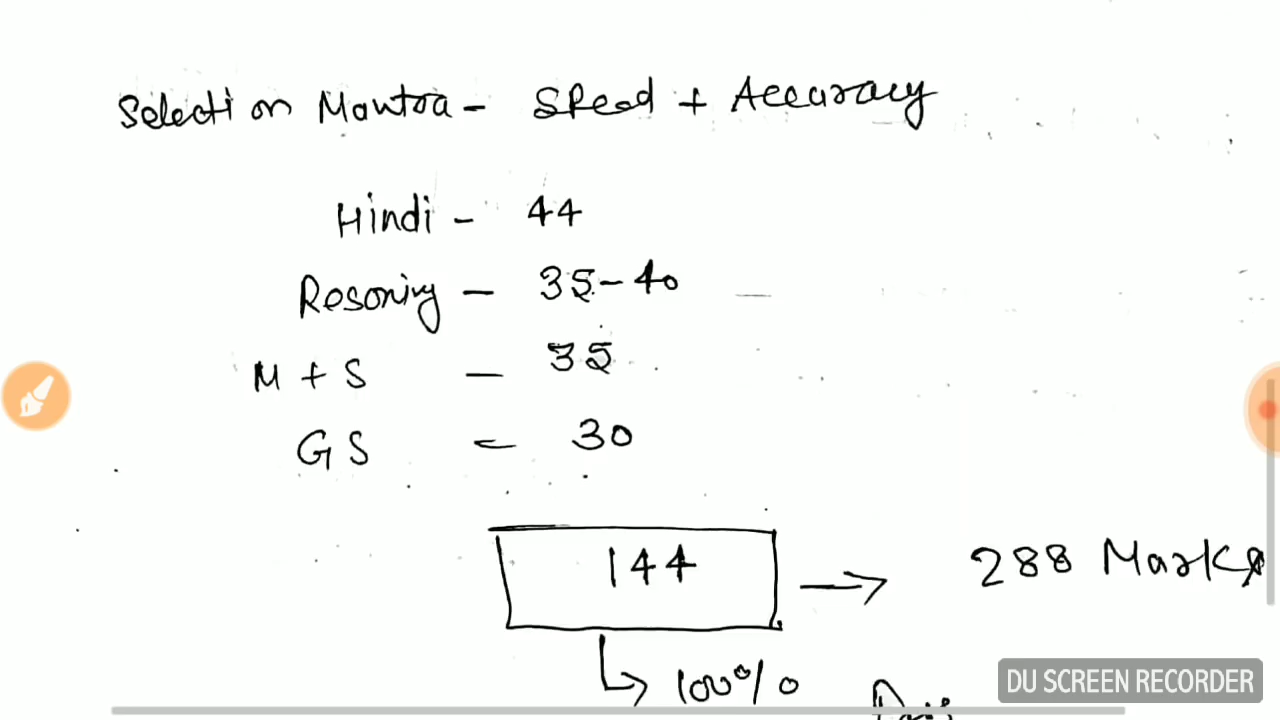 Selection Mantra - Speed + Accuracy
Hindi - 44
Resoning - 35-40
M + S - 35
GS = 30
144 → 288 Marks
↳ 100%
DU SCREEN RECORDER